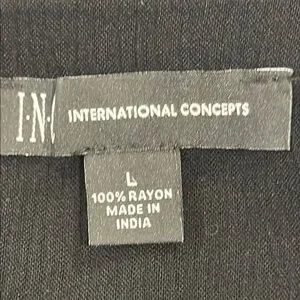 I·N·C INTERNATIONAL CONCEPTS
L
100% RAYON
MADE IN
INDIA